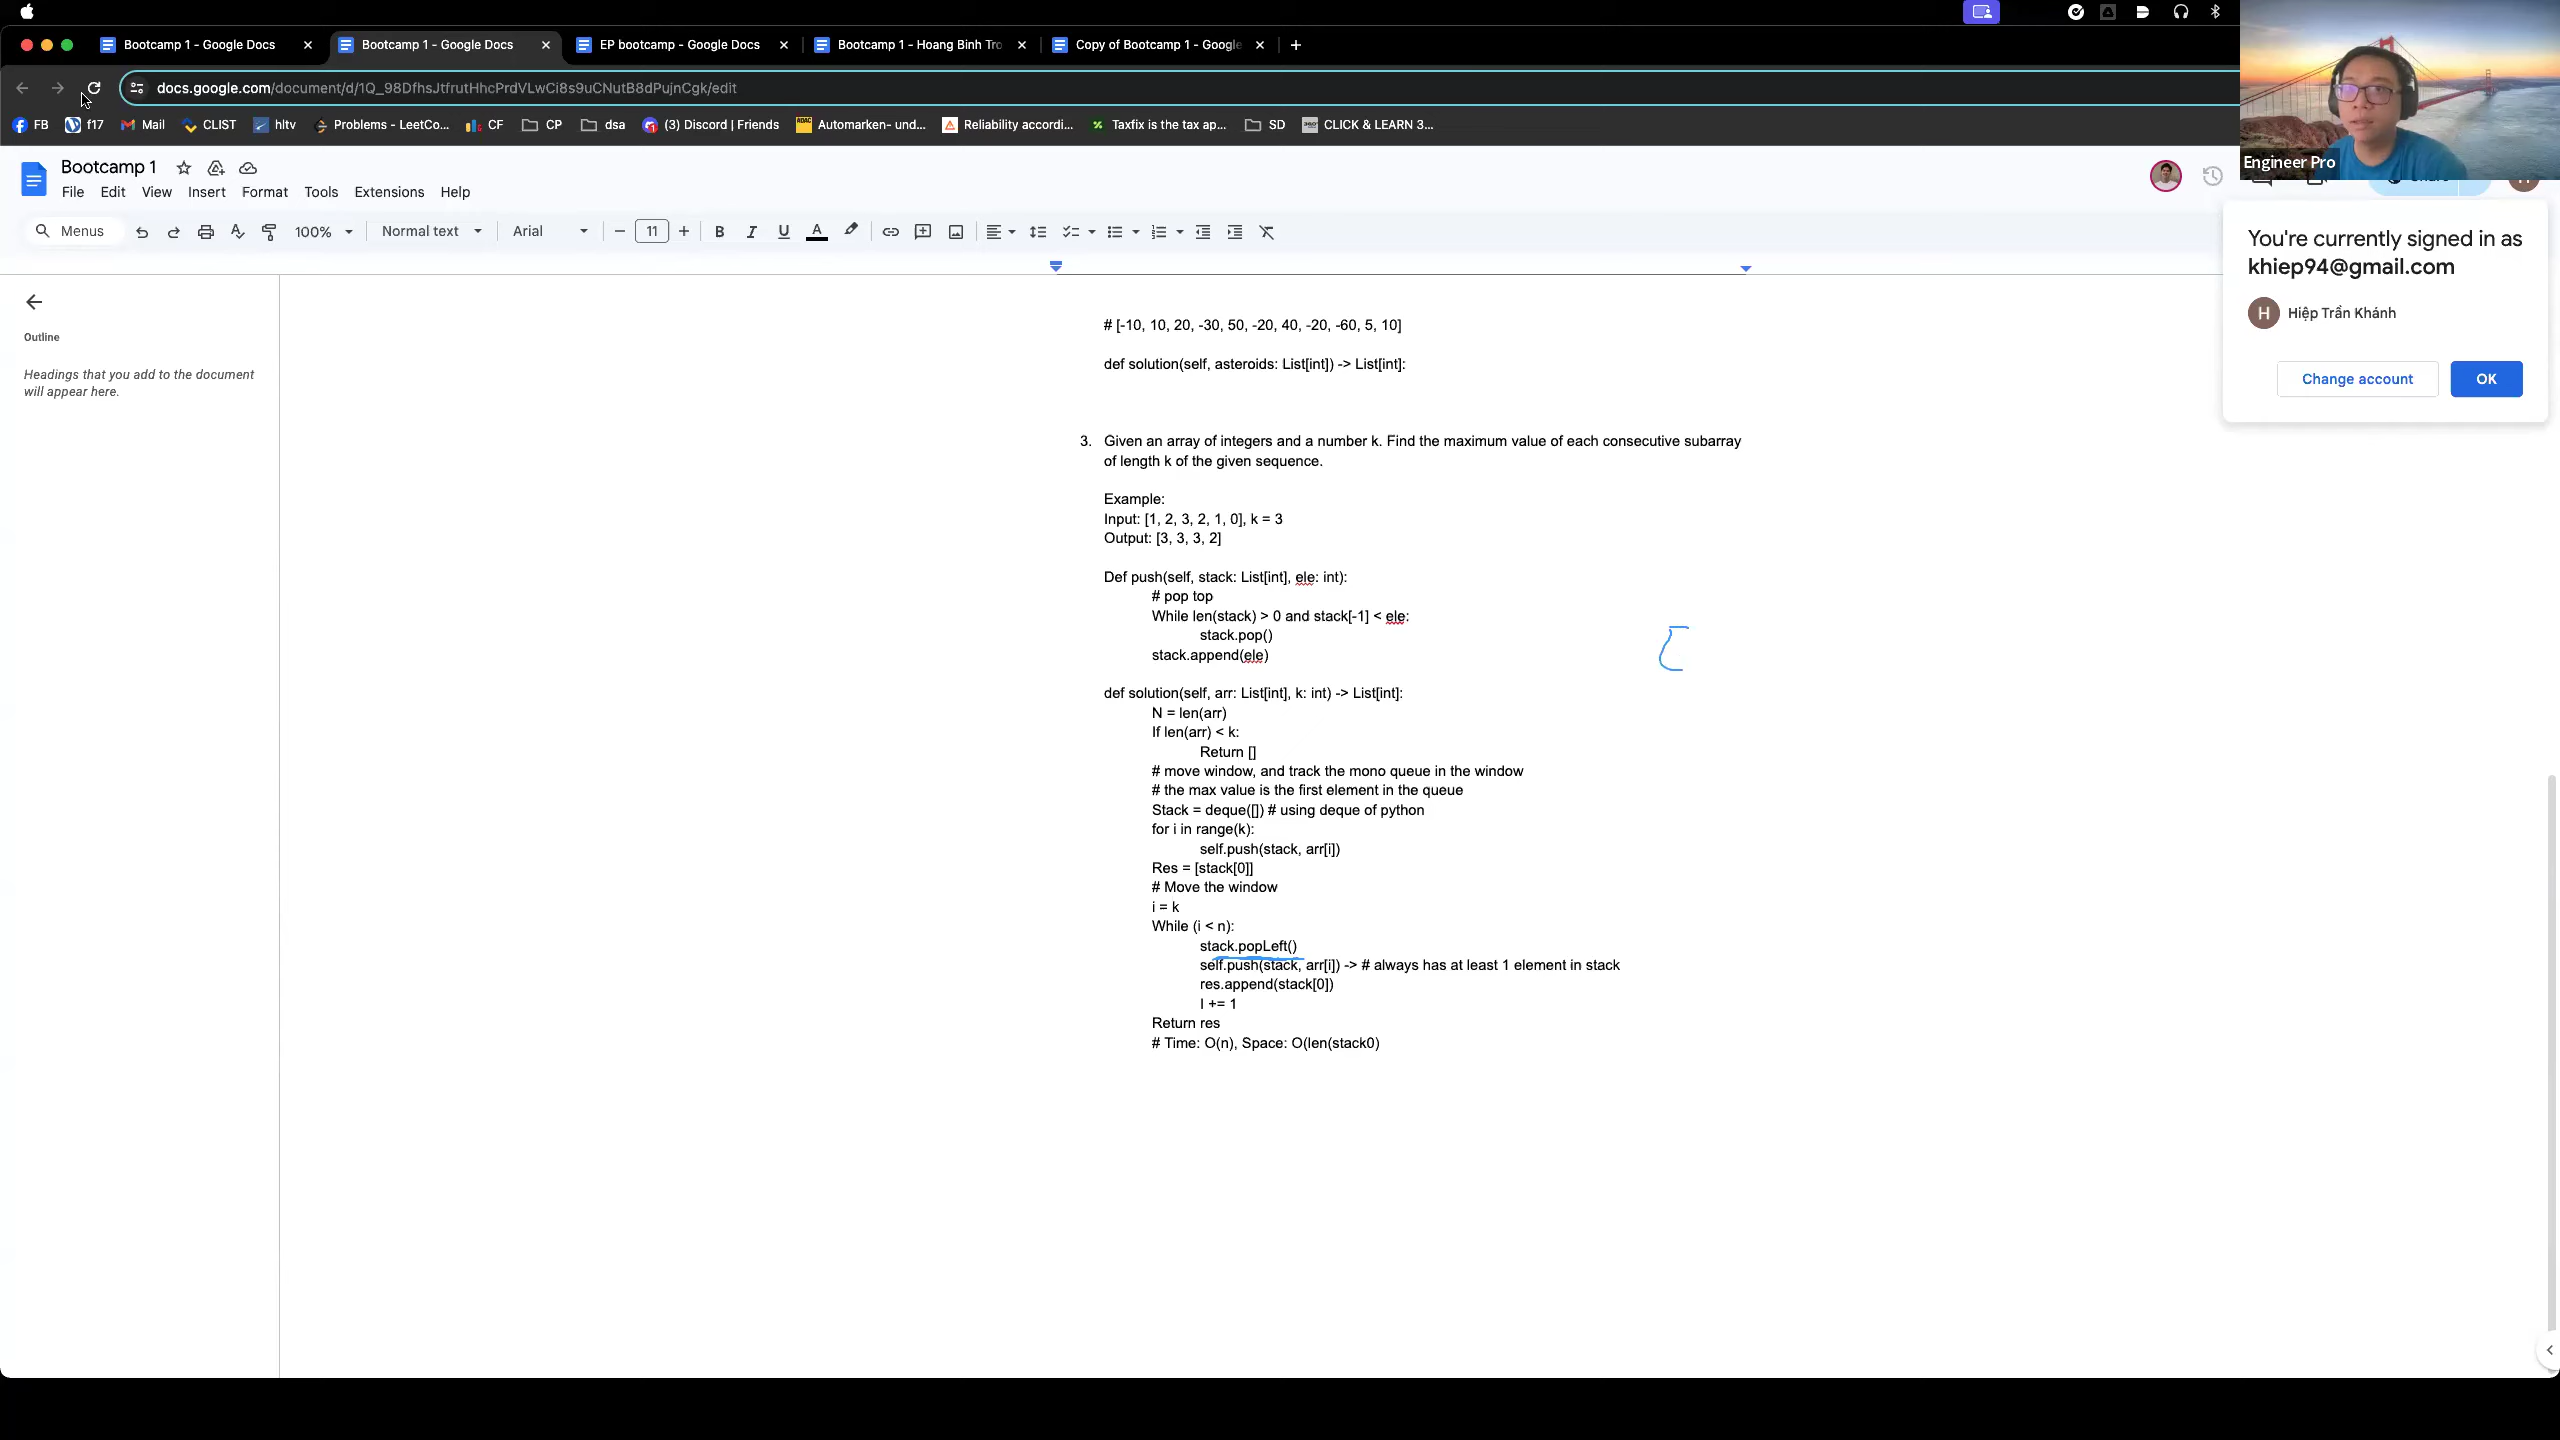 Bootcamp 1 - Google Docs
Bootcamp 1 - Google Docs
EP bootcamp - Google Docs
Bootcamp 1 - Hoang Binh Tro
Copy of Bootcamp 1 - Google
docs.google.com/document/d/1Q_98DfhsJtfrutHhcPrdVLwCi8s9uCNutB8dPujnCgk/edit
FB
f17
Mail
CLIST
hltv
Problems - LeetCo...
CF
CP
dsa
(3) Discord | Friends
Automarken- und...
Reliability accordi...
Taxfix is the tax ap...
SD
CLICK & LEARN 3...
Engineer Pro
Bootcamp 1
File Edit View Insert Format Tools Extensions Help
Menus
100%
Normal text
Arial
11
You're currently signed in as
khiep94@gmail.com
H
Hiệp Trần Khánh
Change account
OK
Outline
Headings that you add to the document
will appear here.
# [-10, 10, 20, -30, 50, -20, 40, -20, -60, 5, 10]
def solution(self, asteroids: List[int]) -> List[int]:
3. Given an array of integers and a number k. Find the maximum value of each consecutive subarray
of length k of the given sequence.
Example:
Input: [1, 2, 3, 2, 1, 0], k = 3
Output: [3, 3, 3, 2]
Def push(self, stack: List[int], ele: int):
# pop top
While len(stack) > 0 and stack[-1] < ele:
stack.pop()
stack.append(ele)
def solution(self, arr: List[int], k: int) -> List[int]:
N = len(arr)
If len(arr) < k:
Return []
# move window, and track the mono queue in the window
# the max value is the first element in the queue
Stack = deque([]) # using deque of python
for i in range(k):
self.push(stack, arr[i])
Res = [stack[0]]
# Move the window
i = k
While (i < n):
stack.popLeft()
self.push(stack, arr[i]) -> # always has at least 1 element in stack
res.append(stack[0])
I += 1
Return res
# Time: O(n), Space: O(len(stack0)